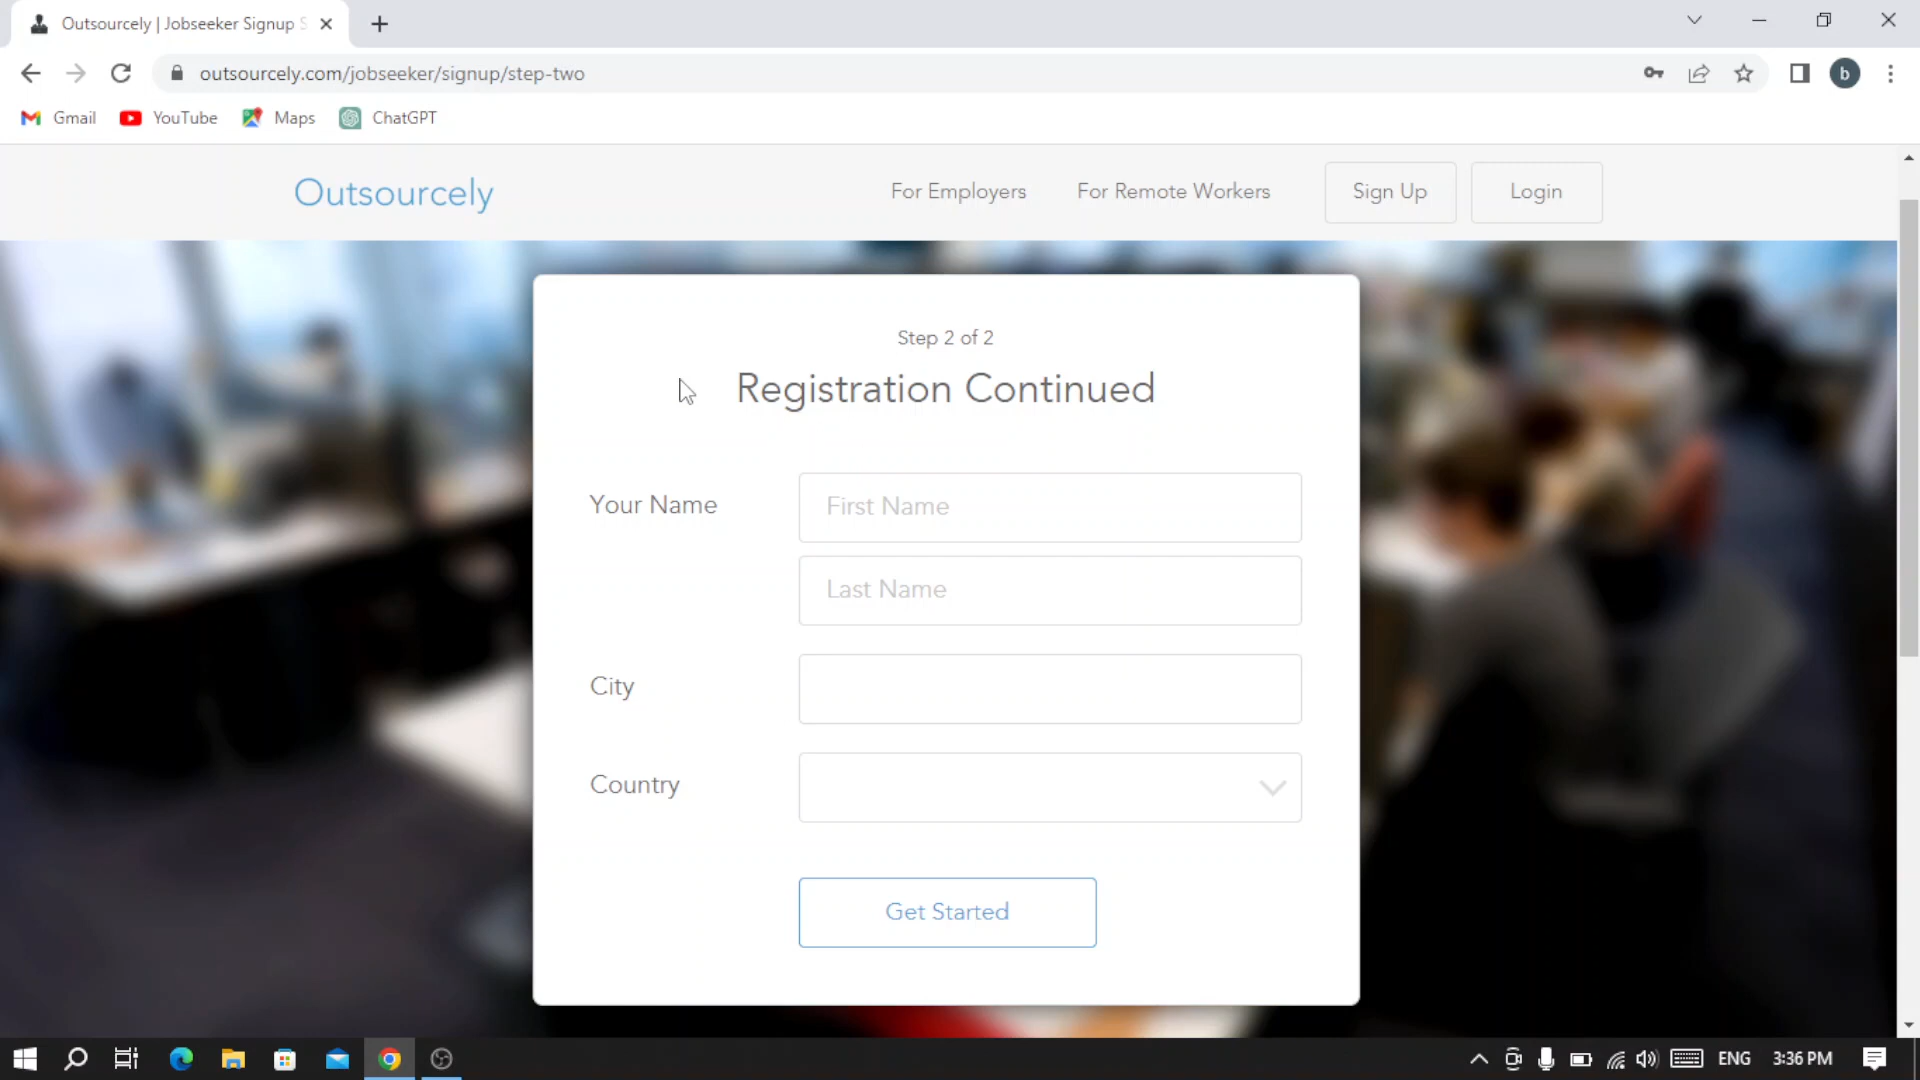 Outsourcely | Jobseeker Signup S
outsourcely.com/jobseeker/signup/step-two
b
Gmail
YouTube
Maps
ChatGPT
Outsourcely
For Employers
For Remote Workers
Sign Up
Login
Step 2 of 2
Registration Continued
Your Name
First Name
Last Name
City
Country
Get Started
ENG
3:36 PM